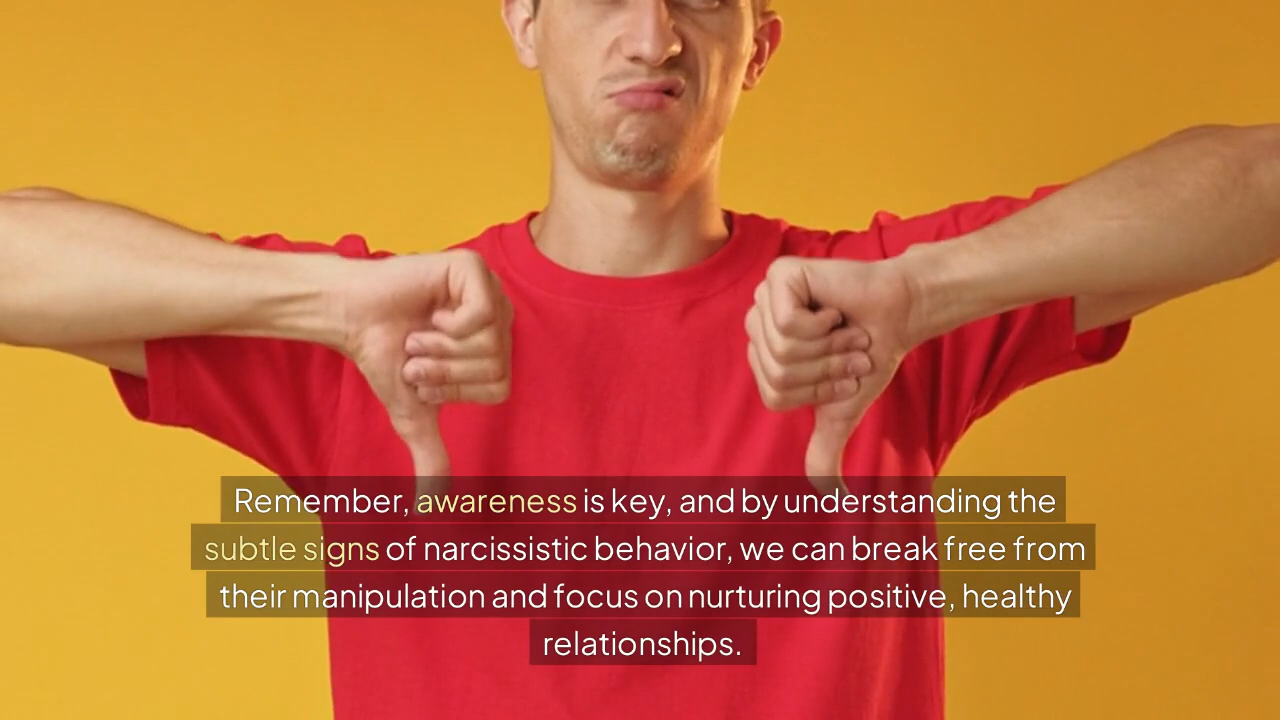 Remember, awareness is key, and by understanding the
subtle signs of narcissistic behavior, we can break free from
their manipulation and focus on nurturing positive, healthy
relationships.